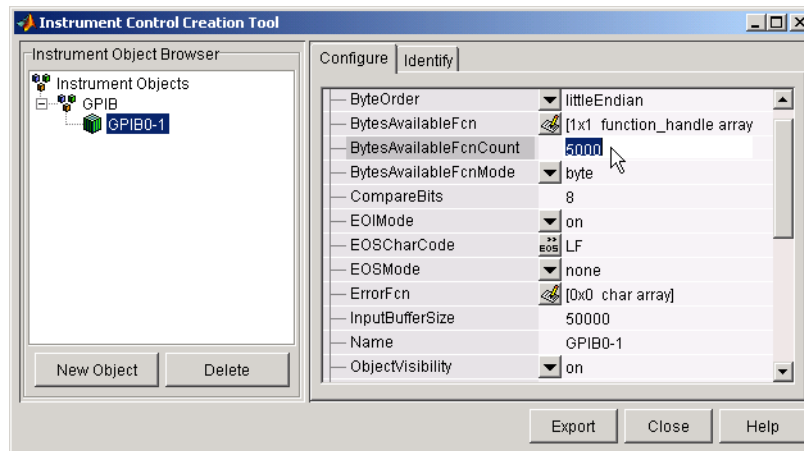 Instrument Control Creation Tool
Instrument Object Browser
Instrument Objects
GPIB
GPIB0-1
New Object
Delete
Configure
Identify
ByteOrder littleEndian
BytesAvailableFcn [1x1 function_handle array
BytesAvailableFcnCount 5000
BytesAvailableFcnMode byte
CompareBits 8
EOIMode on
EOSCharCode EOS LF
EOSMode none
ErrorFcn [0x0 char array]
InputBufferSize 50000
Name GPIB0-1
ObjectVisibility on
Export
Close
Help